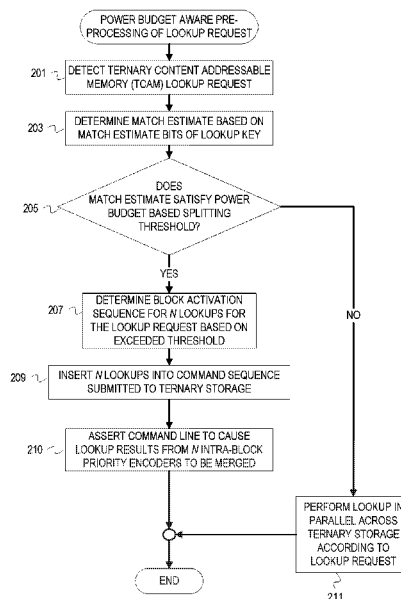 POWER BUDGET AWARE PRE-
PROCESSING OF LOOKUP REQUEST
201
DETECT TERNARY CONTENT ADDRESSABLE
MEMORY (TCAM) LOOKUP REQUEST
203
DETERMINE MATCH ESTIMATE BASED ON
MATCH ESTIMATE BITS OF LOOKUP KEY
205
DOES
MATCH ESTIMATE SATISFY POWER
BUDGET BASED SPLITTING
THRESHOLD?
YES
NO
207
DETERMINE BLOCK ACTIVATION
SEQUENCE FOR N LOOKUPS FOR
THE LOOKUP REQUEST BASED ON
EXCEEDED THRESHOLD
209
INSERT N LOOKUPS INTO COMMAND SEQUENCE
SUBMITTED TO TERNARY STORAGE
210
ASSERT COMMAND LINE TO CAUSE
LOOKUP RESULTS FROM N INTRA-BLOCK
PRIORITY ENCODERS TO BE MERGED
PERFORM LOOKUP IN
PARALLEL ACROSS
TERNARY STORAGE
ACCORDING TO
LOOKUP REQUEST
211
END